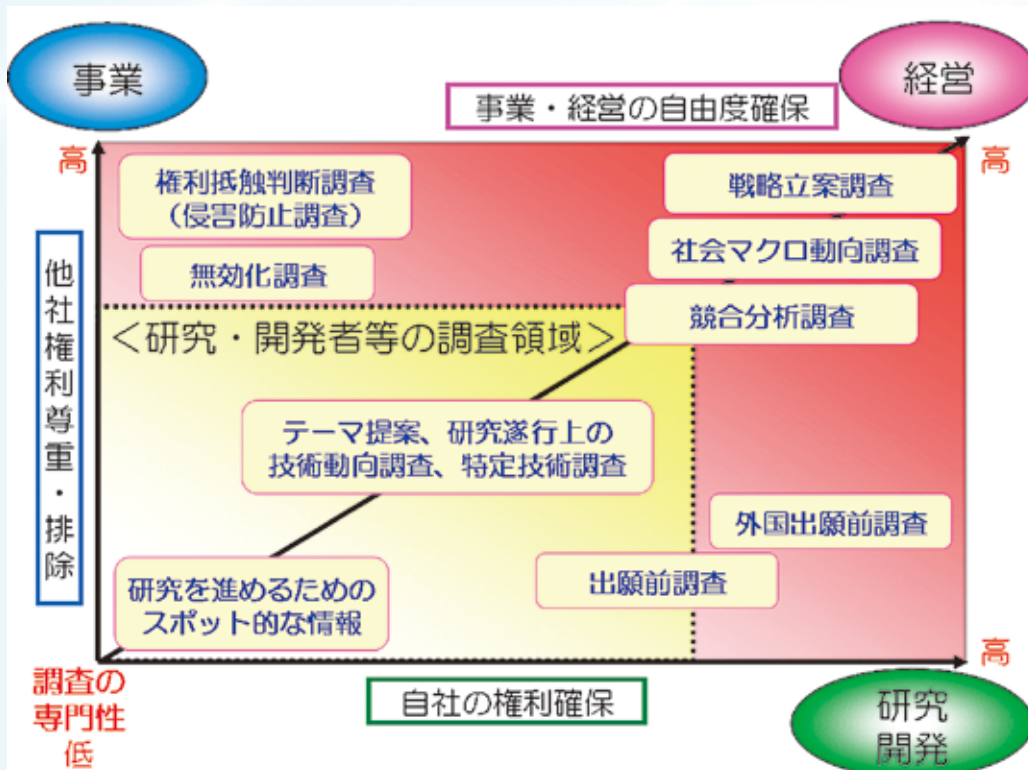 事業
経営
事業・経営の自由度確保
高
高
権利抵触判断調査
(侵害防止調査)
戦略立案調査
社会マクロ動向調査
無効化調査
競合分析調査
＜研究・開発者等の調査領域＞
他社権利尊重・排除
テーマ提案、研究遂行上の
技術動向調査、特定技術調査
外国出願前調査
出願前調査
研究を進めるための
スポット的な情報
高
調査の
専門性
低
自社の権利確保
研究
開発